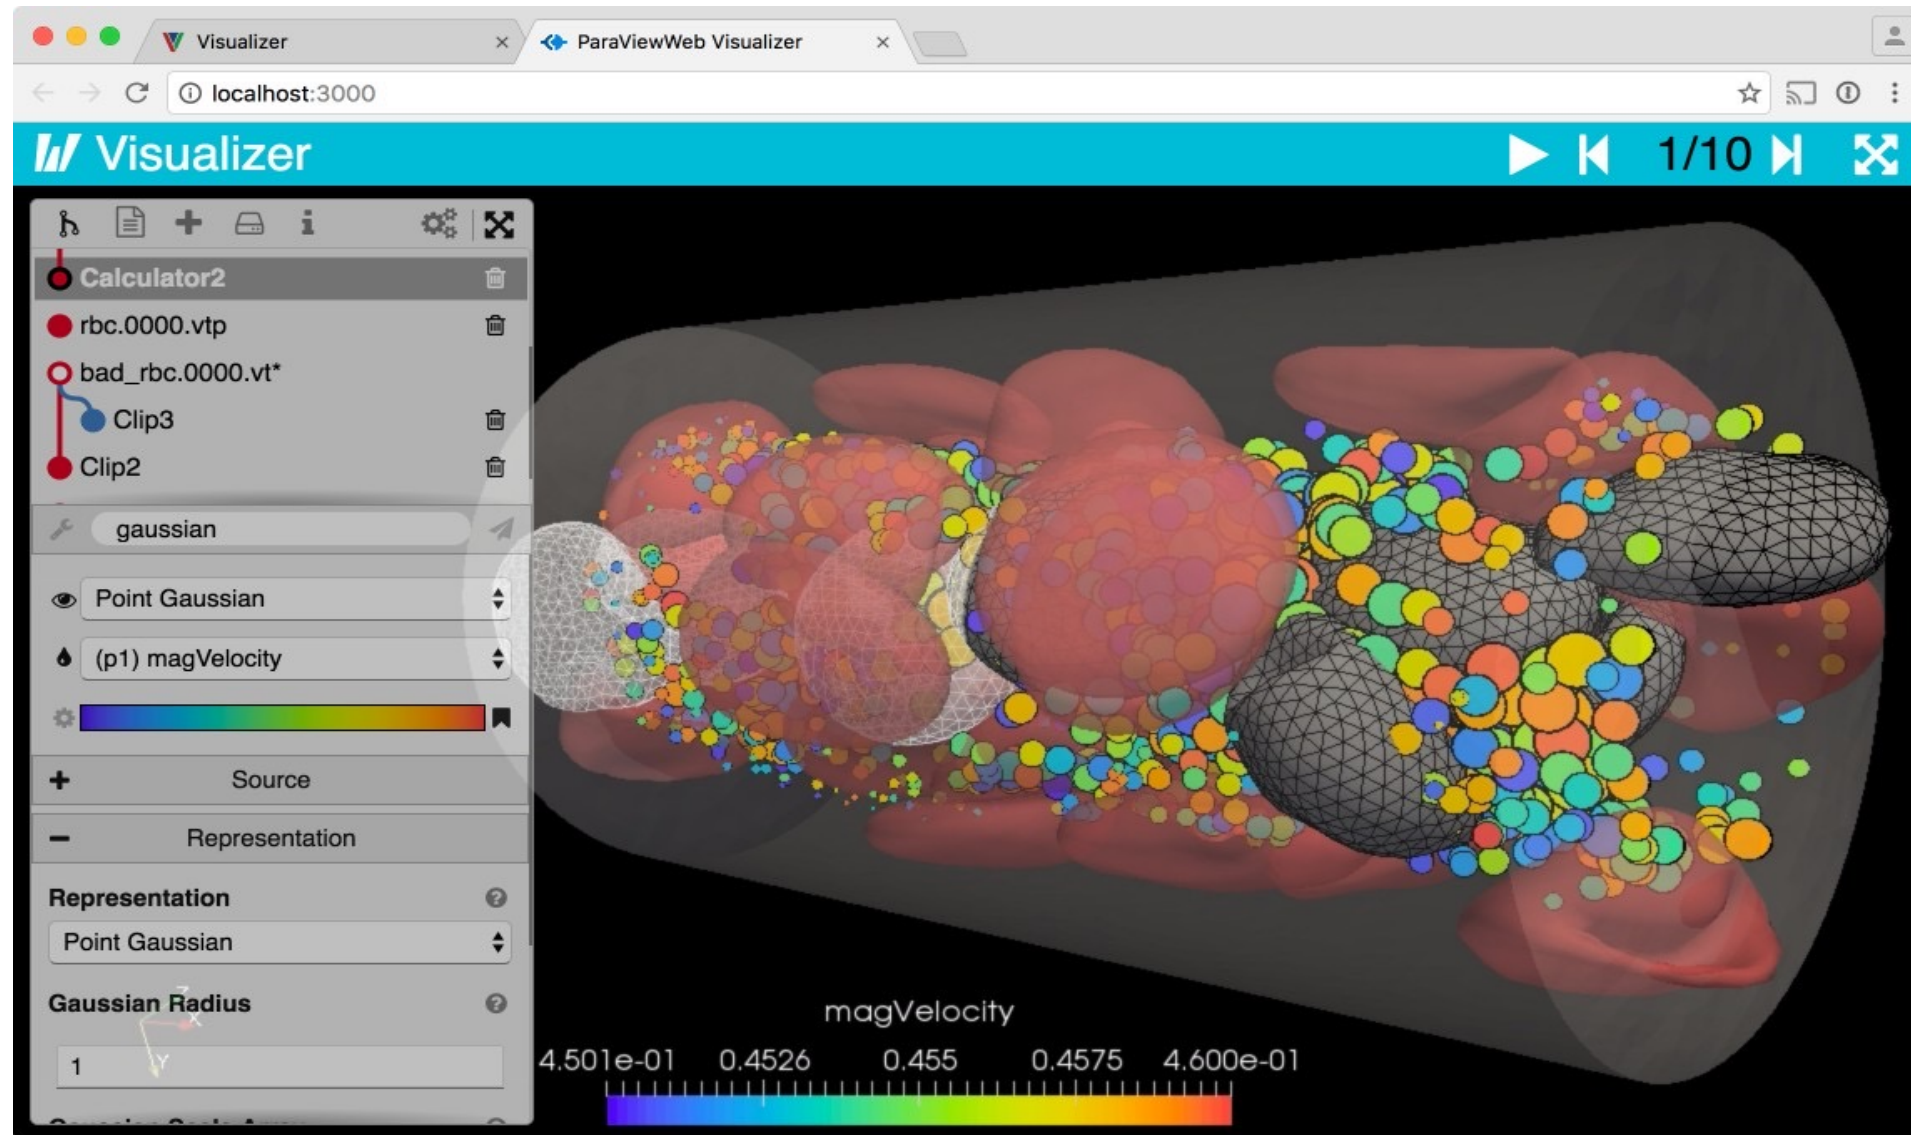 Visualizer
ParaViewWeb Visualizer
localhost:3000
Visualizer
1/10
Calculator2
rbc.0000.vtp
bad_rbc.0000.vt*
Clip3
Clip2
gaussian
Point Gaussian
(p1) magVelocity
Source
Representation
Representation
Point Gaussian
Gaussian Radius
Z
X
1
Y
magVelocity
4.501e-01 0.4526 0.455 0.4575 4.600e-01